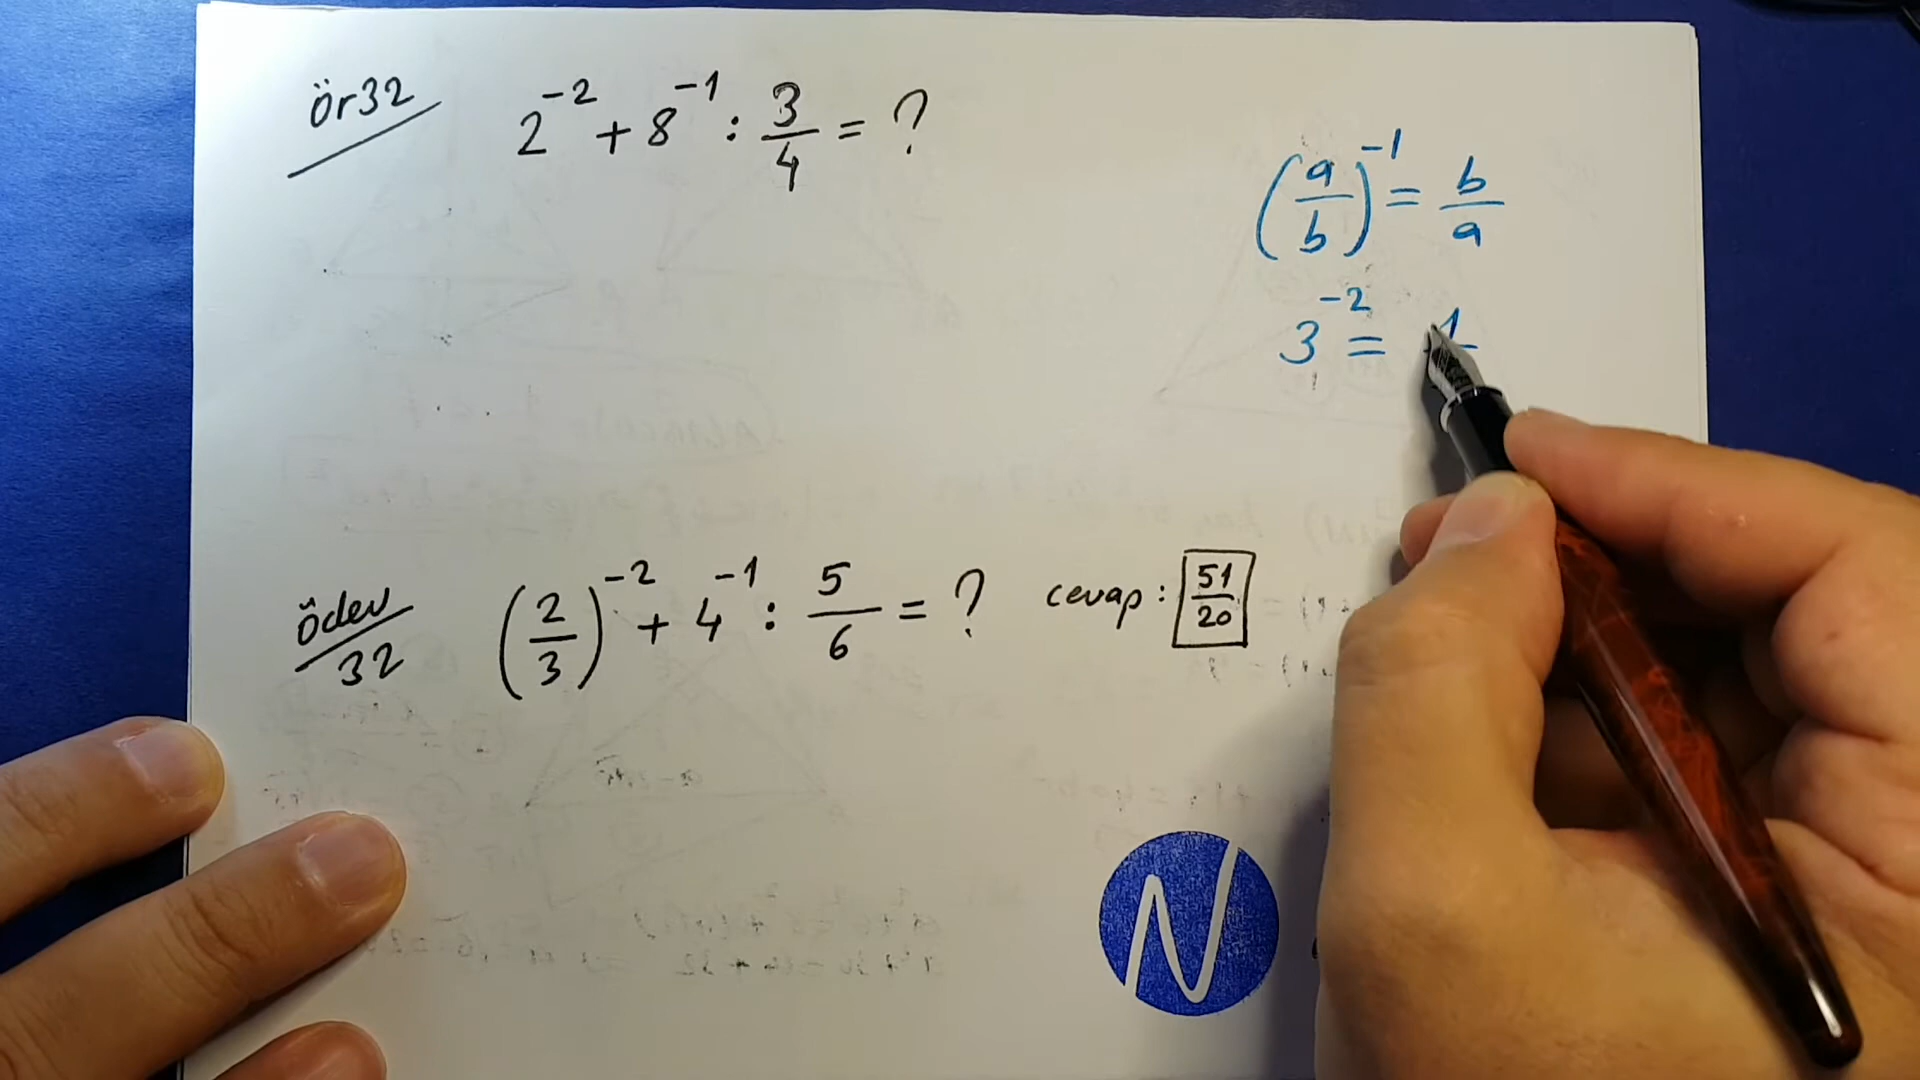 ör32 2⁻² + 8⁻¹ : 3/4 = ?
(a/b)⁻¹ = b/a
3⁻² = 1
ödev 32 (2/3)⁻² + 4⁻¹ : 5/6 = ? cevap : 51/20
N